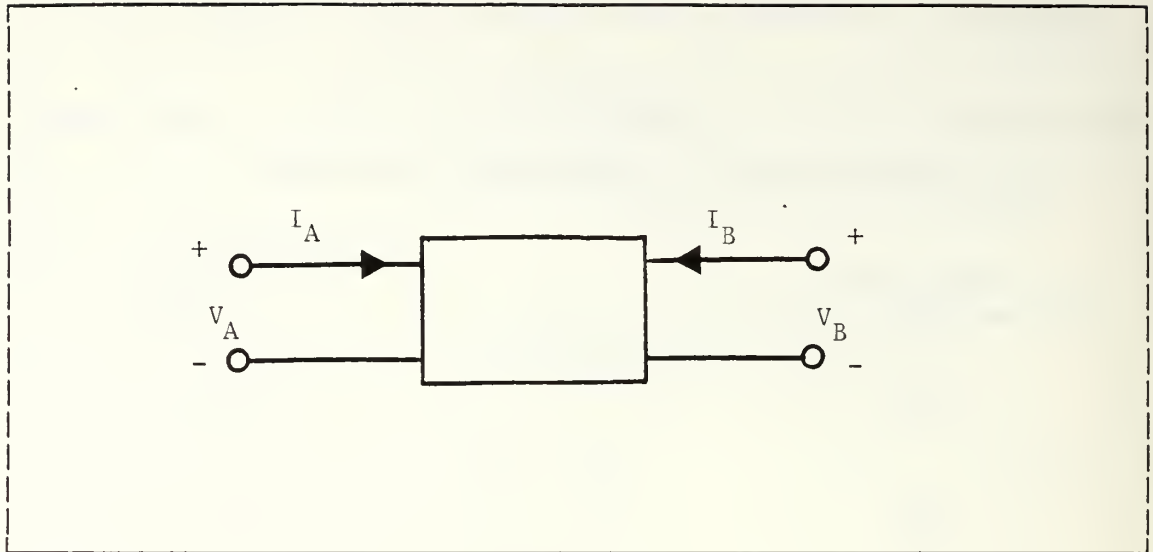 I_A I_B
+ +
V_A V_B
- -